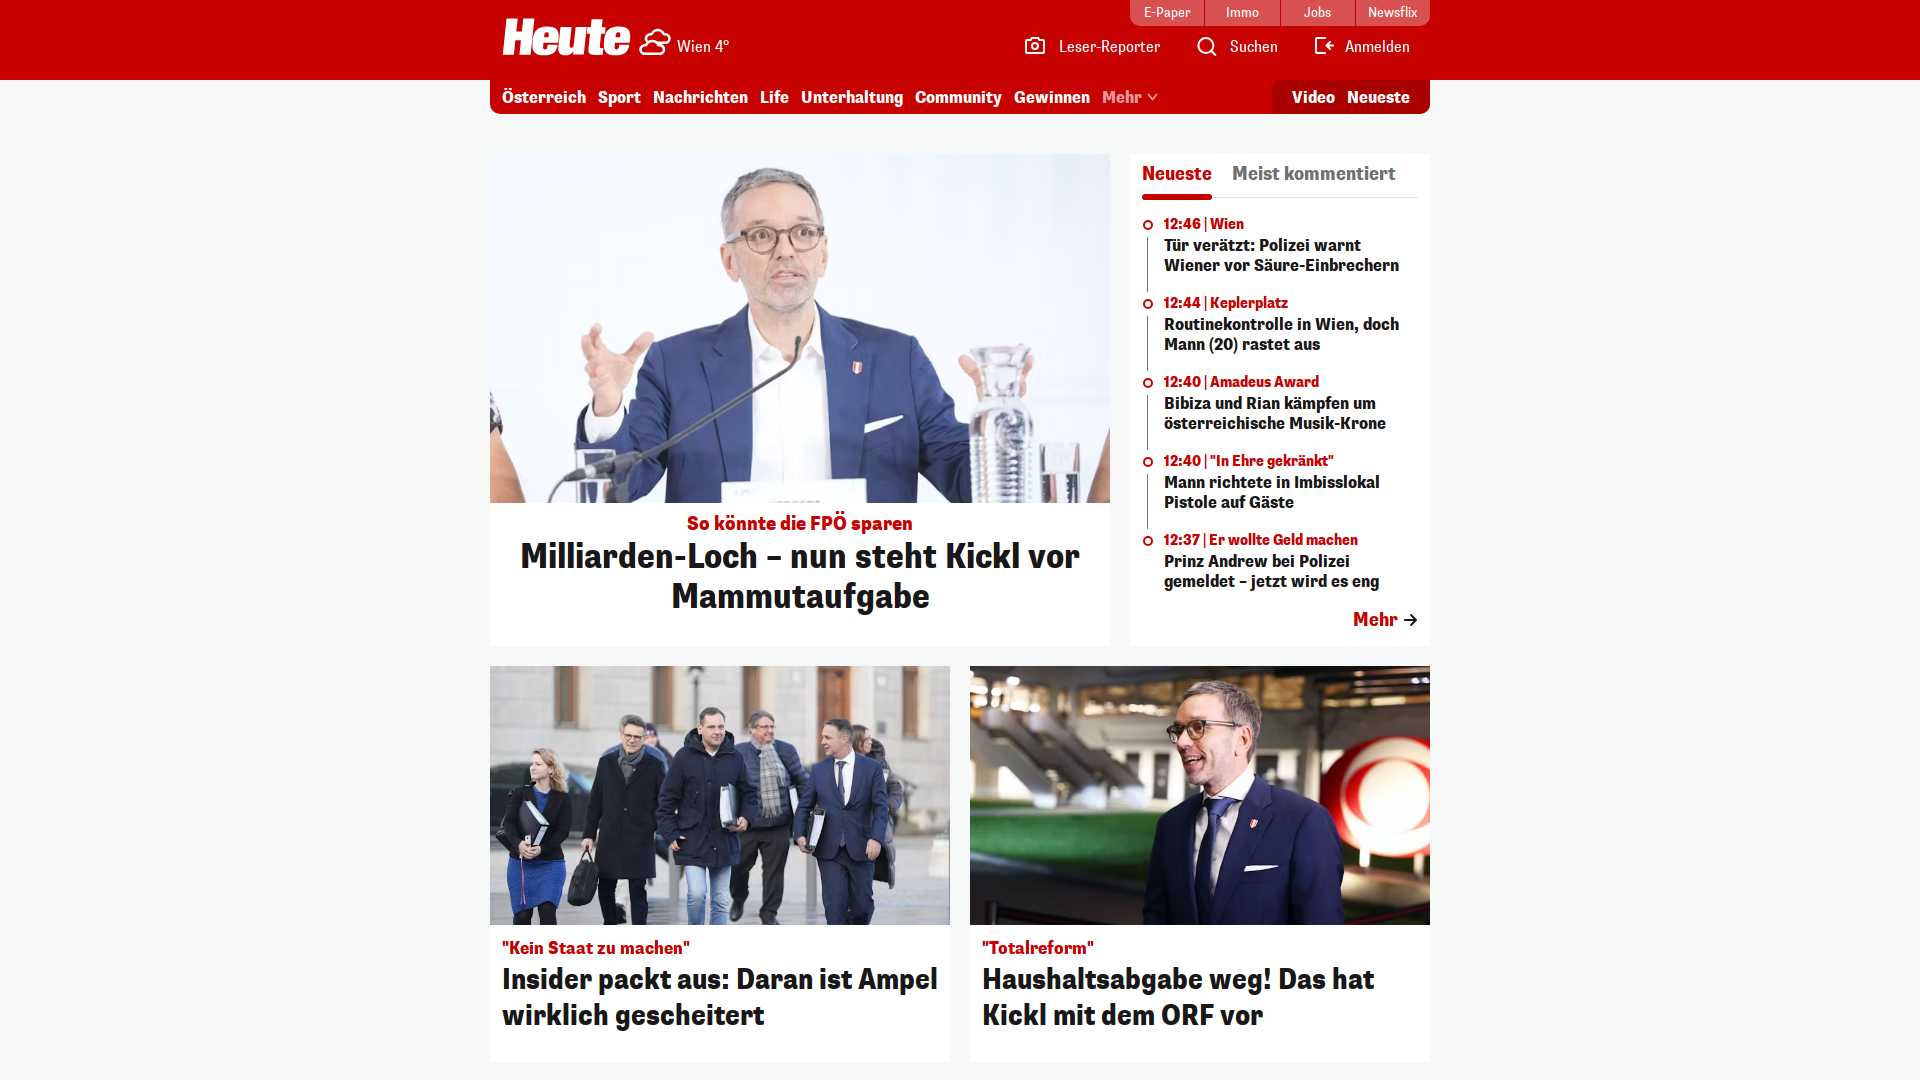 E-Paper
Immo
Jobs
Newsflix
Heute
Wien 4°
Leser-Reporter
Suchen
Anmelden
Österreich
Sport
Nachrichten
Life
Unterhaltung
Community
Gewinnen
Mehr
Video
Neueste
So könnte die FPÖ sparen
Milliarden-Loch – nun steht Kickl vor
Mammutaufgabe
Neueste
Meist kommentiert
12:46 | Wien
Tür verätzt: Polizei warnt
Wiener vor Säure-Einbrechern
12:44 | Keplerplatz
Routinekontrolle in Wien, doch
Mann (20) rastet aus
12:40 | Amadeus Award
Bibiza und Rian kämpfen um
österreichische Musik-Krone
12:40 | "In Ehre gekränkt"
Mann richtete in Imbisslokal
Pistole auf Gäste
12:37 | Er wollte Geld machen
Prinz Andrew bei Polizei
gemeldet – jetzt wird es eng
Mehr
"Kein Staat zu machen"
Insider packt aus: Daran ist Ampel
wirklich gescheitert
"Totalreform"
Haushaltsabgabe weg! Das hat
Kickl mit dem ORF vor